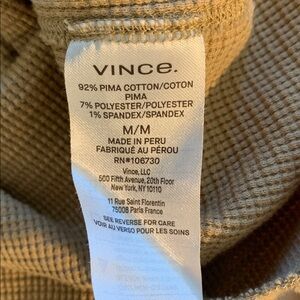 VINCE.
92% PIMA COTTON/COTON
PIMA
7% POLYESTER/POLYESTER
1% SPANDEX/SPANDEX
M/M
MADE IN PERU
FABRIQUÉ AU PÉROU
RN#106730
Vince, LLC
500 Fifth Avenue, 20th Floor
New York, NY 10110
11 Rue Saint Florentin
75008 Paris France
SEE REVERSE FOR CARE
VOIR AU VERSO POUR LES SOINS